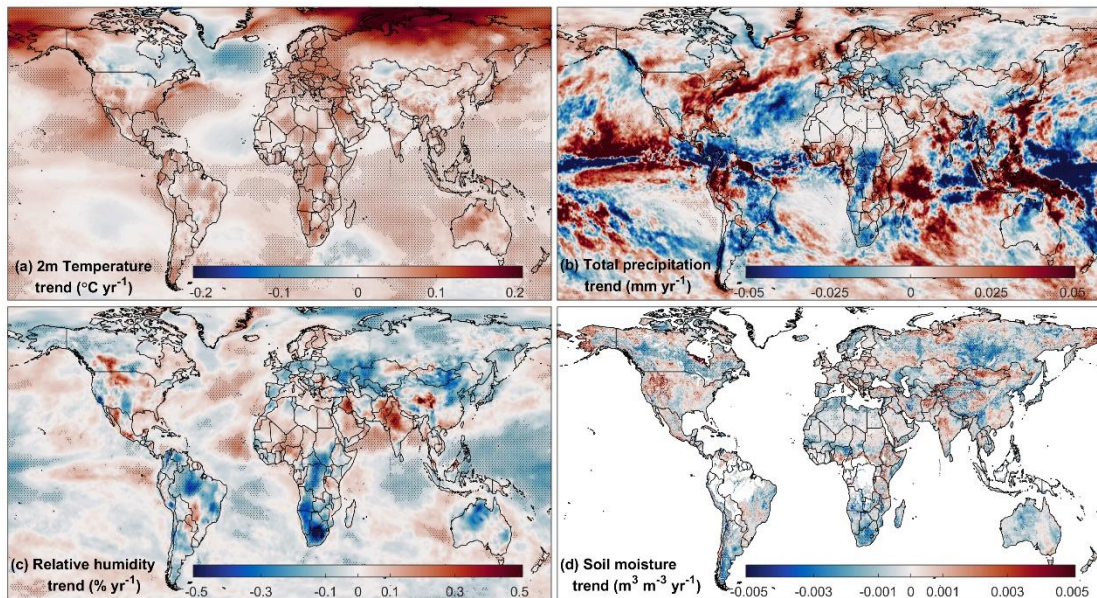 (a) 2m Temperature
trend (°C yr⁻¹)
-0.2 -0.1 0 0.1 0.2
(b) Total precipitation
trend (mm yr⁻¹)
-0.05 -0.025 0 0.025 0.05
(c) Relative humidity
trend (% yr⁻¹)
-0.5 -0.3 -0.1 0 0.1 0.3 0.5
(d) Soil moisture
trend (m³ m⁻³ yr⁻¹)
-0.005 -0.003 -0.001 0 0.001 0.003 0.005